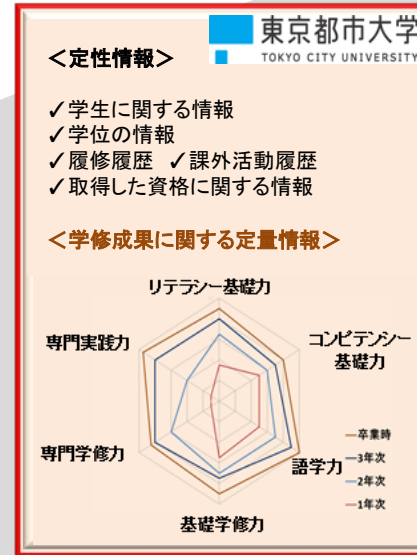 東京都市大学
TOKYO CITY UNIVERSITY
＜定性情報＞
✓学生に関する情報
✓学位の情報
✓履修履歴 ✓課外活動履歴
✓取得した資格に関する情報
＜学修成果に関する定量情報＞
リテラシー基礎力
専門実践力
コンピテンシー
基礎力
専門学修力
語学力
基礎学修力
卒業時
3年次
2年次
1年次